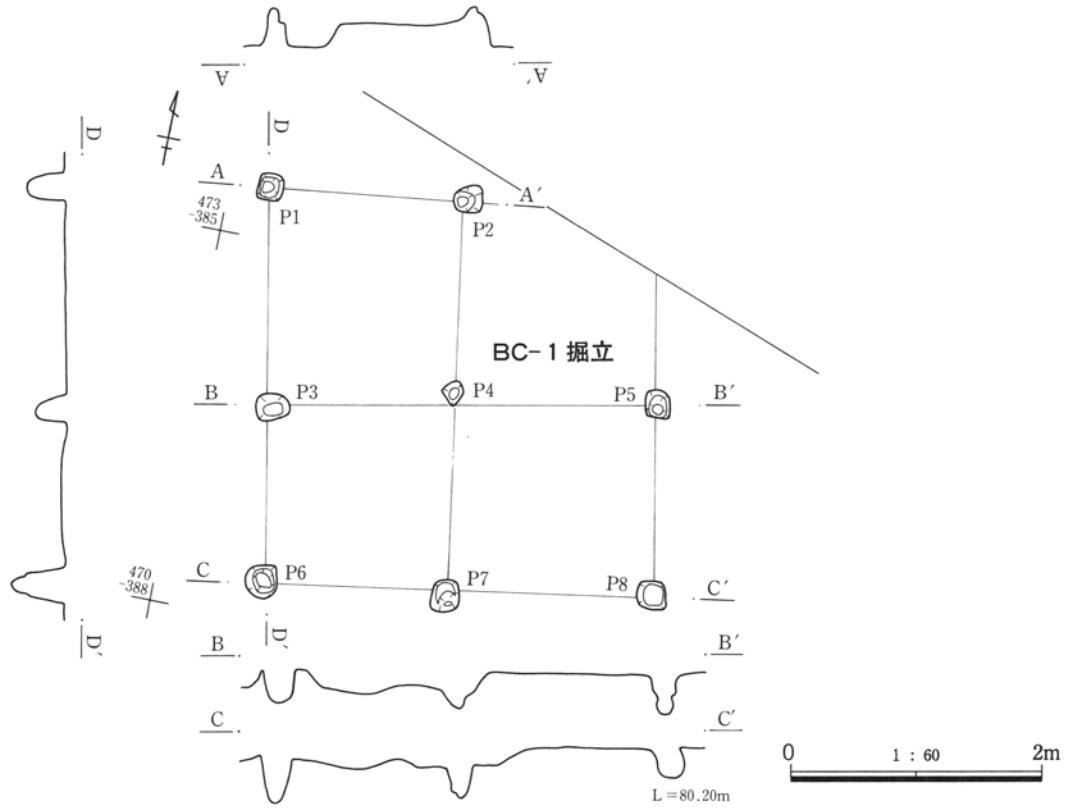 A A′
D D
A A′
473
-385
P1 P2
BC-1 掘立
B P3 P4 P5 B′
C P6 P7 P8 C′
470
-388
D′ D′
B B′
C C′
0 1：60 2m
L＝80.20m